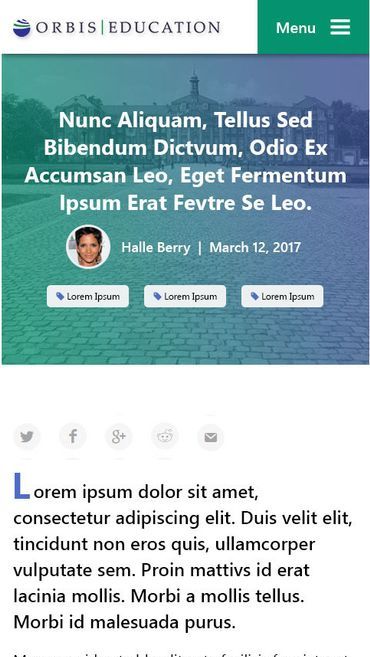 ORBIS|EDUCATION
Menu
Nunc Aliquam, Tellus Sed
Bibendum Dictvum, Odio Ex
Accumsan Leo, Eget Fermentum
Ipsum Erat Fevtre Se Leo.
Halle Berry | March 12, 2017
Lorem Ipsum
Lorem Ipsum
Lorem Ipsum
Lorem ipsum dolor sit amet,
consectetur adipiscing elit. Duis velit elit,
tincidunt non eros quis, ullamcorper
vulputate sem. Proin mattivs id erat
lacinia mollis. Morbi a mollis tellus.
Morbi id malesuada purus.